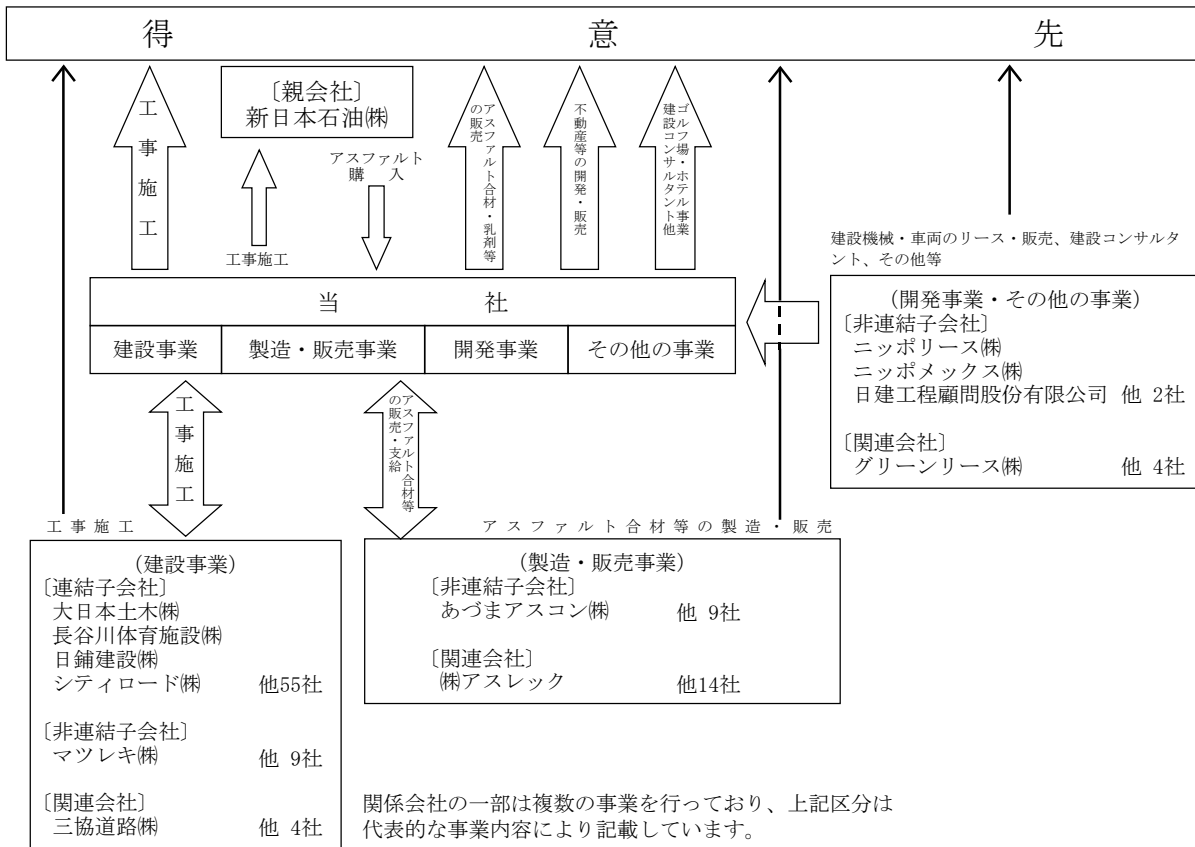 得意先
工事施工
〔親会社〕
新日本石油㈱
工事施工
アスファルト
購入
アスファルト合材・乳剤等
の販売
不動産等の開発・販売
ゴルフ場・ホテル事業
建設コンサルタント他
建設機械・車両のリース・販売、建設コンサルタ
ント、その他等
当社
建設事業
製造・販売事業
開発事業
その他の事業
(開発事業・その他の事業)
〔非連結子会社〕
ニッポリース㈱
ニッポメックス㈱
日建工程顧問股份有限公司 他 2社
〔関連会社〕
グリーンリース㈱ 他 4社
工事施工
アスファルト合材等
の販売・支給
工事施工
(建設事業)
〔連結子会社〕
大日本土木㈱
長谷川体育施設㈱
日鋪建設㈱
シティロード㈱ 他55社
〔非連結子会社〕
マツレキ㈱ 他 9社
〔関連会社〕
三協道路㈱ 他 4社
アスファルト合材等の製造・販売
(製造・販売事業)
〔非連結子会社〕
あづまアスコン㈱ 他 9社
〔関連会社〕
㈱アスレック 他14社
関係会社の一部は複数の事業を行っており、上記区分は
代表的な事業内容により記載しています。